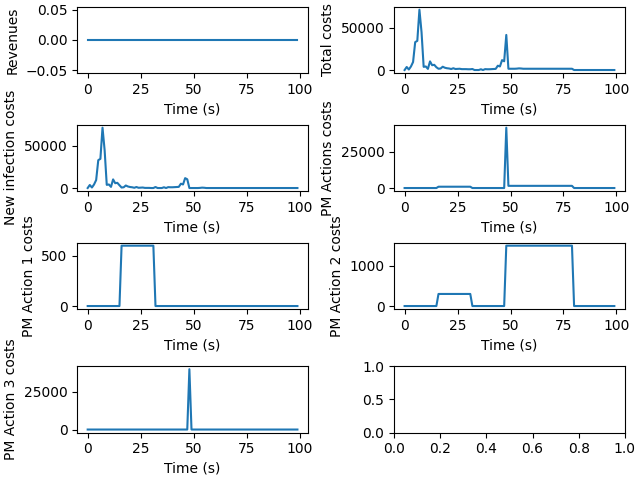 Revenues
0.05
0.00
−0.05
0 25 50 75 100
Time (s)
Total costs
50000
0
0 25 50 75 100
Time (s)
New infection costs
50000
0
0 25 50 75 100
Time (s)
PM Actions costs
25000
0
0 25 50 75 100
Time (s)
PM Action 1 costs
500
0
0 25 50 75 100
Time (s)
PM Action 2 costs
1000
0
0 25 50 75 100
Time (s)
PM Action 3 costs
25000
0
0 25 50 75 100
Time (s)
1.0
0.5
0.0
0.0 0.2 0.4 0.6 0.8 1.0